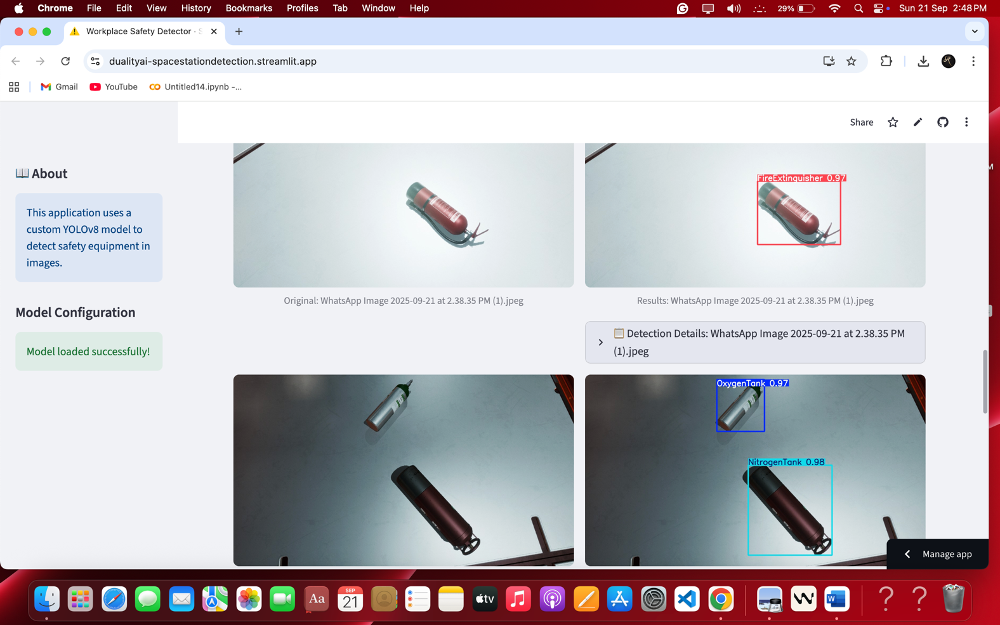 Chrome File Edit View History Bookmarks Profiles Tab Window Help 29% Sun 21 Sep 2:48 PM
Workplace Safety Detector · S
dualityai-spacestationdetection.streamlit.app
Gmail YouTube Untitled14.ipynb -...
Share
About
This application uses a
custom YOLOv8 model to
detect safety equipment in
images.
Model Configuration
Model loaded successfully!
FireExtinguisher 0.97
Original: WhatsApp Image 2025-09-21 at 2.38.35 PM (1).jpeg
Results: WhatsApp Image 2025-09-21 at 2.38.35 PM (1).jpeg
Detection Details: WhatsApp Image 2025-09-21 at 2.38.35 PM
(1).jpeg
OxygenTank 0.97
NitrogenTank 0.98
Manage app
M
Aa
SEP
21
tv
W